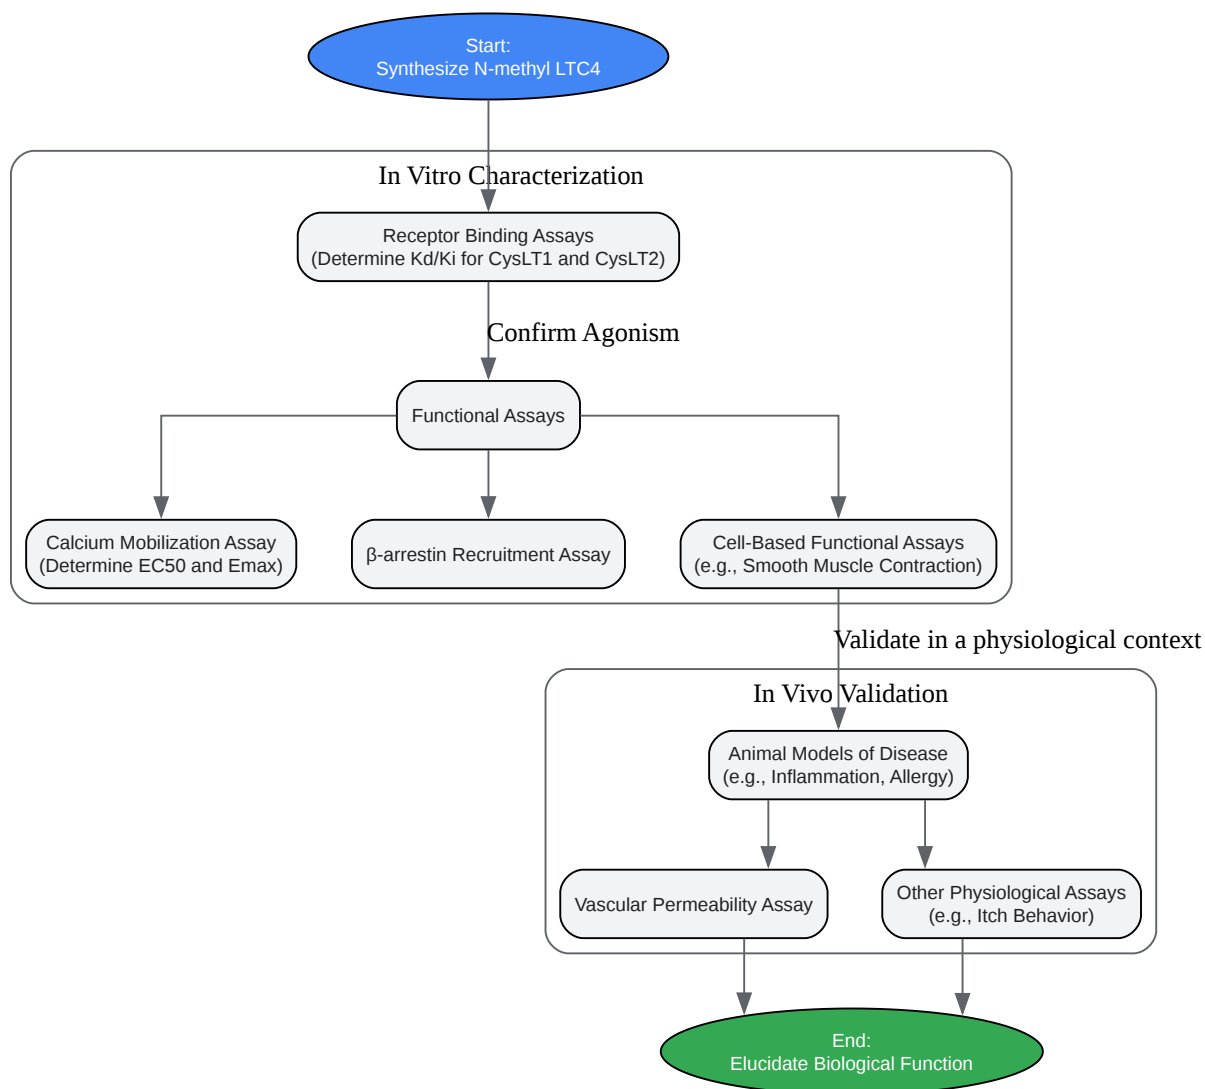 Start:
Synthesize N-methyl LTC4
In Vitro Characterization
Receptor Binding Assays
(Determine Kd/Ki for CysLT1 and CysLT2)
Confirm Agonism
Functional Assays
Calcium Mobilization Assay
(Determine EC50 and Emax)
β-arrestin Recruitment Assay
Cell-Based Functional Assays
(e.g., Smooth Muscle Contraction)
Validate in a physiological context
In Vivo Validation
Animal Models of Disease
(e.g., Inflammation, Allergy)
Vascular Permeability Assay
Other Physiological Assays
(e.g., Itch Behavior)
End:
Elucidate Biological Function